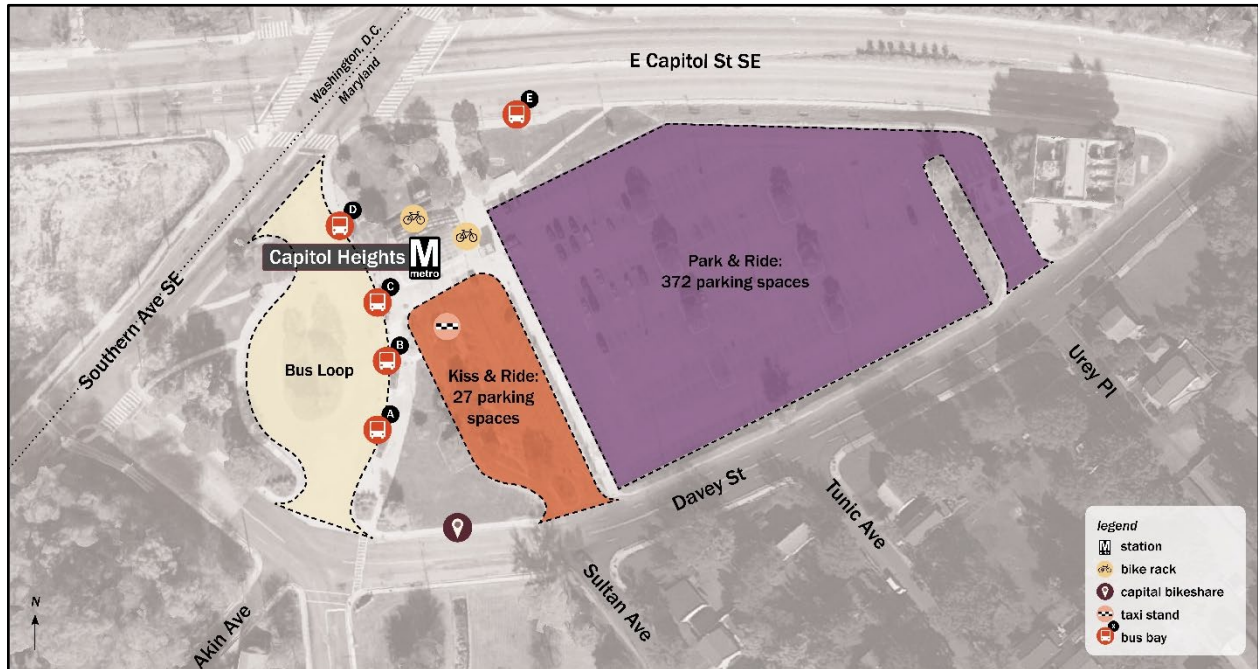 Washington, D.C.
Maryland
E Capitol St SE
E
D
Capitol Heights
M
metro
C
B
A
Southern Ave SE
Bus Loop
Kiss & Ride:
27 parking
spaces
Park & Ride:
372 parking spaces
Urey Pl
Davey St
Tunic Ave
Sultan Ave
Akin Ave
N
legend
M station
bike rack
capital bikeshare
taxi stand
X bus bay